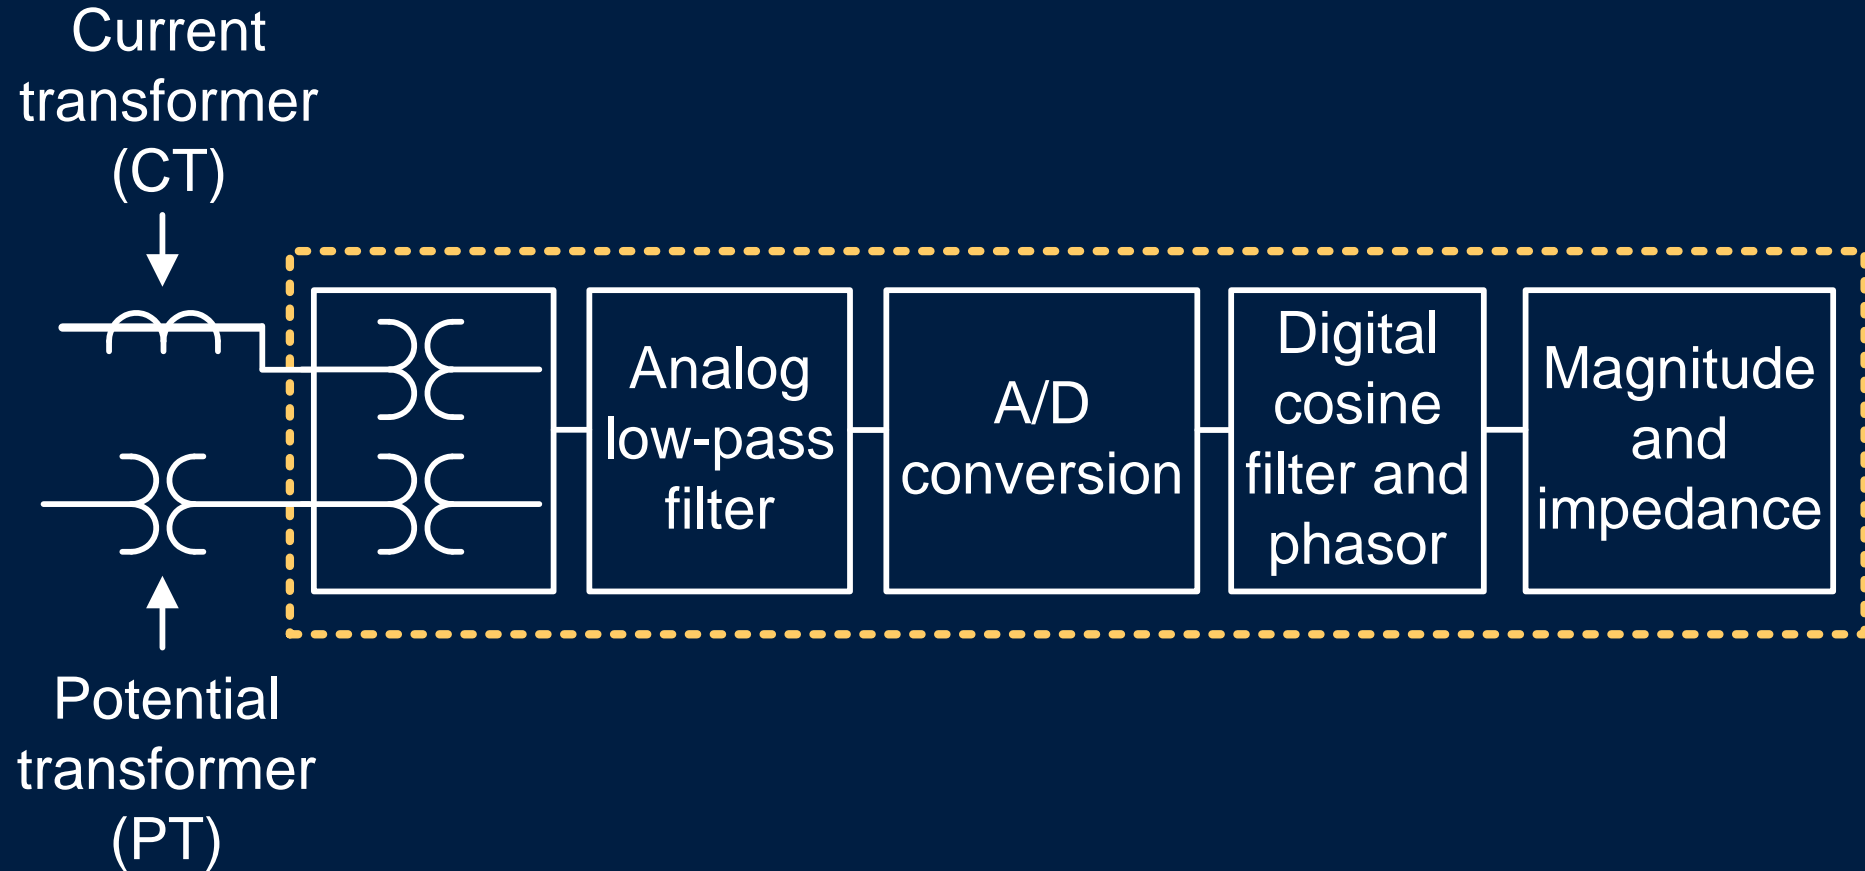 Current
transformer
(CT)
Analog
low-pass
filter
A/D
conversion
Digital
cosine
filter and
phasor
Magnitude
and
impedance
Potential
transformer
(PT)